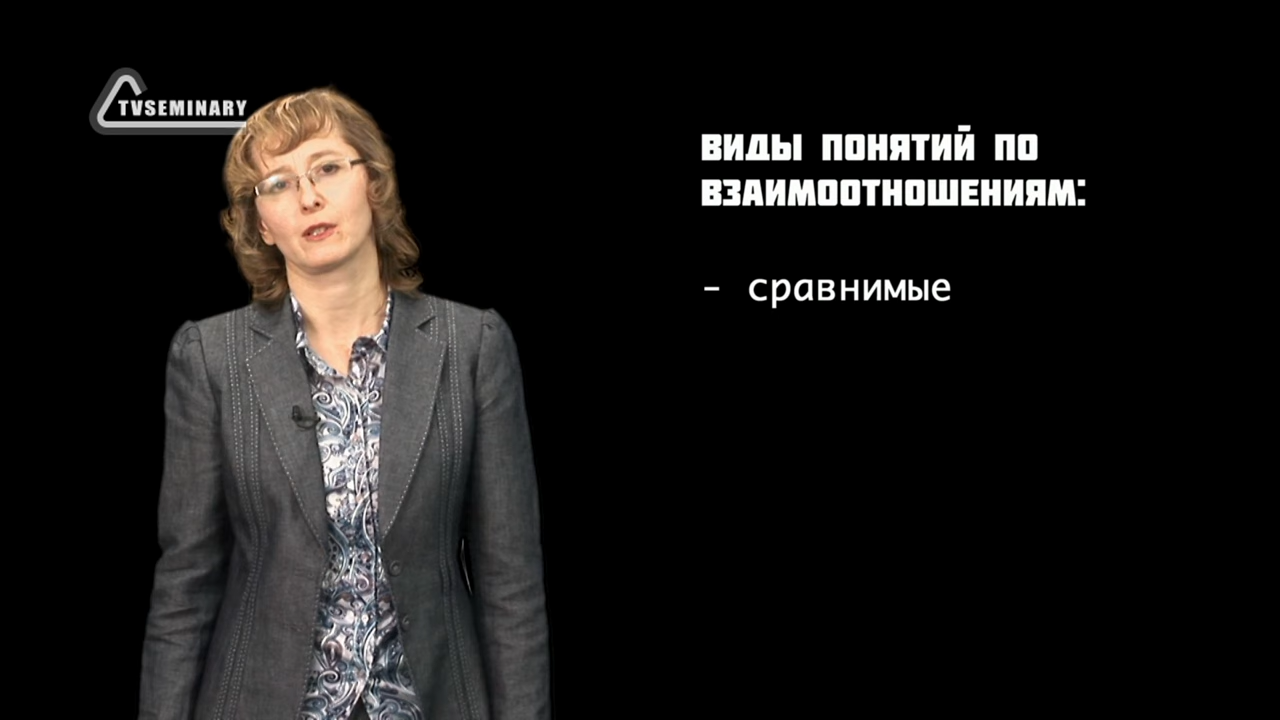 TVSEMINARY
ВИДЫ ПОНЯТИЙ ПО
ВЗАИМООТНОШЕНИЯМ:
- сравнимые